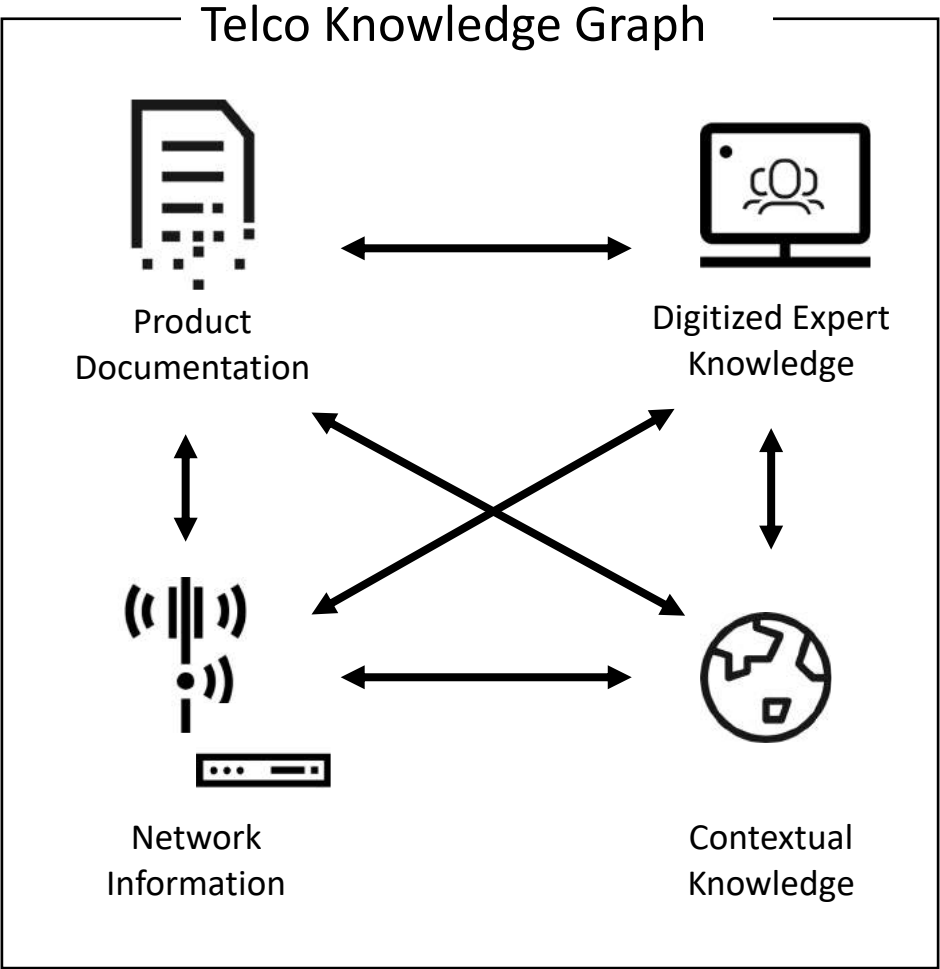 Telco Knowledge Graph
Product
Documentation
Digitized Expert
Knowledge
Network
Information
Contextual
Knowledge